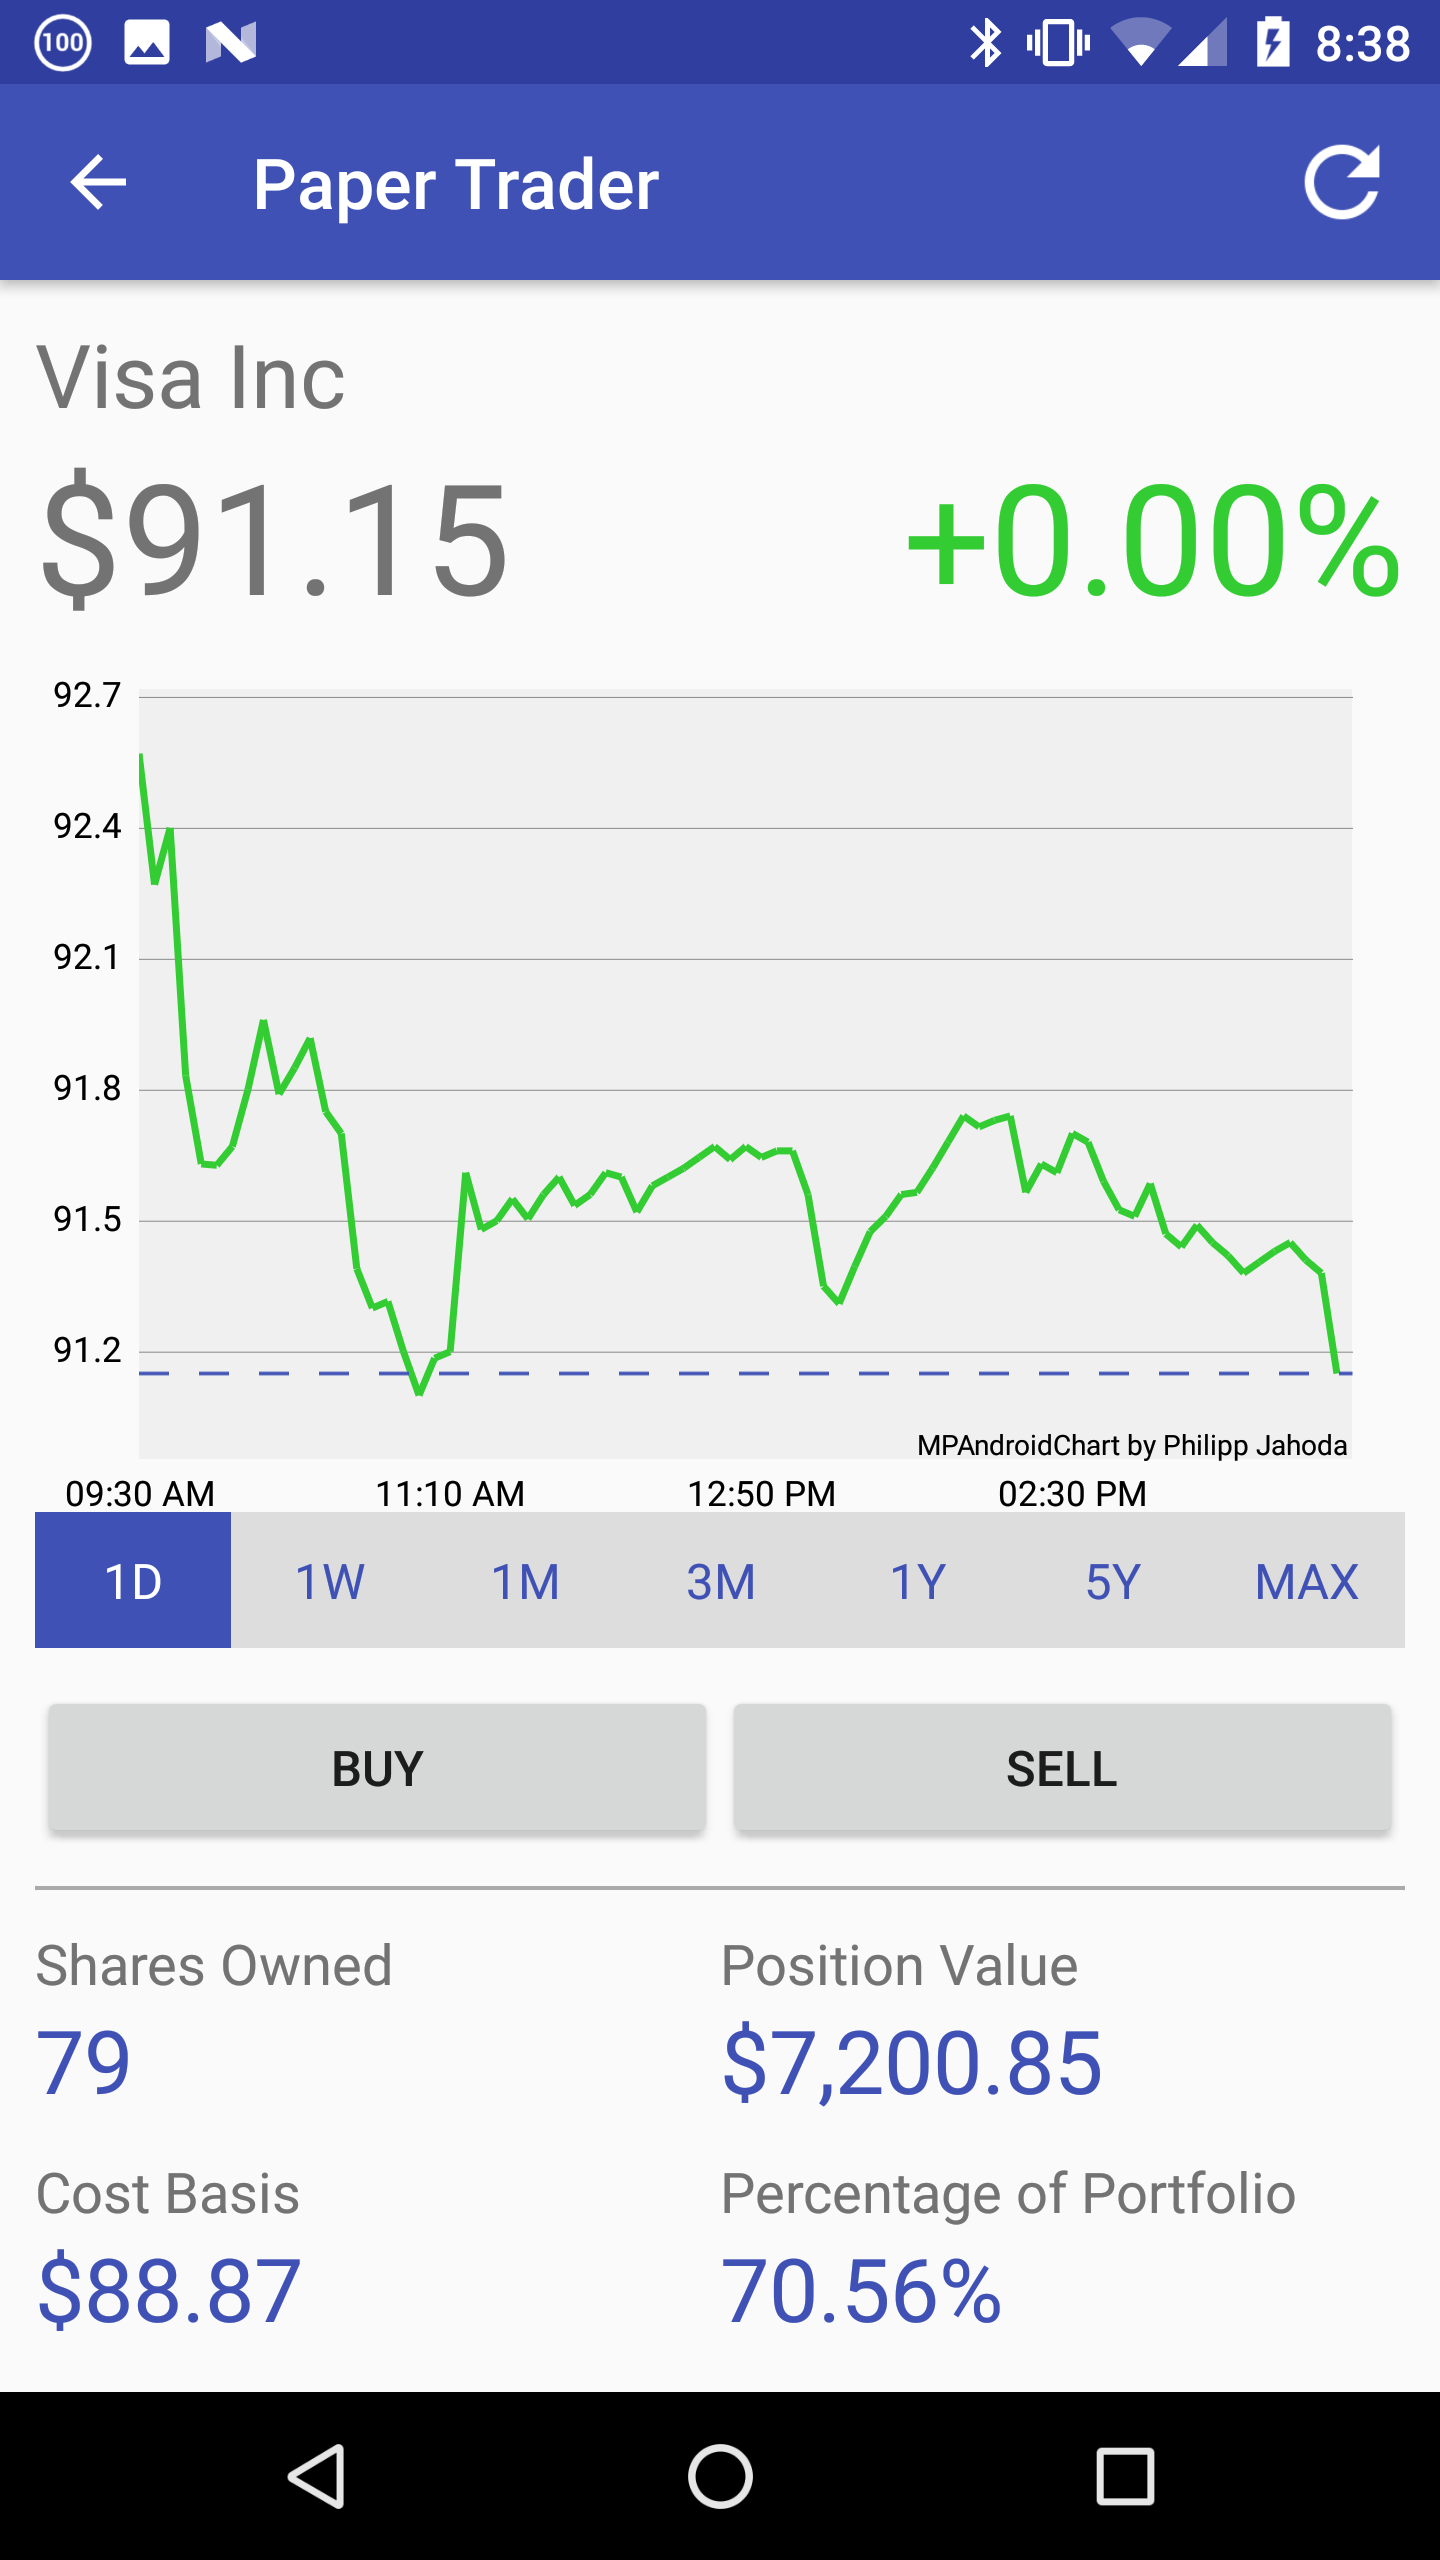 100 8:38
Paper Trader
Visa Inc
$91.15 +0.00%
92.7
92.4
92.1
91.8
91.5
91.2
MPAndroidChart by Philipp Jahoda
09:30 AM 11:10 AM 12:50 PM 02:30 PM
1D 1W 1M 3M 1Y 5Y MAX
BUY SELL
Shares Owned Position Value
79 $7,200.85
Cost Basis Percentage of Portfolio
$88.87 70.56%